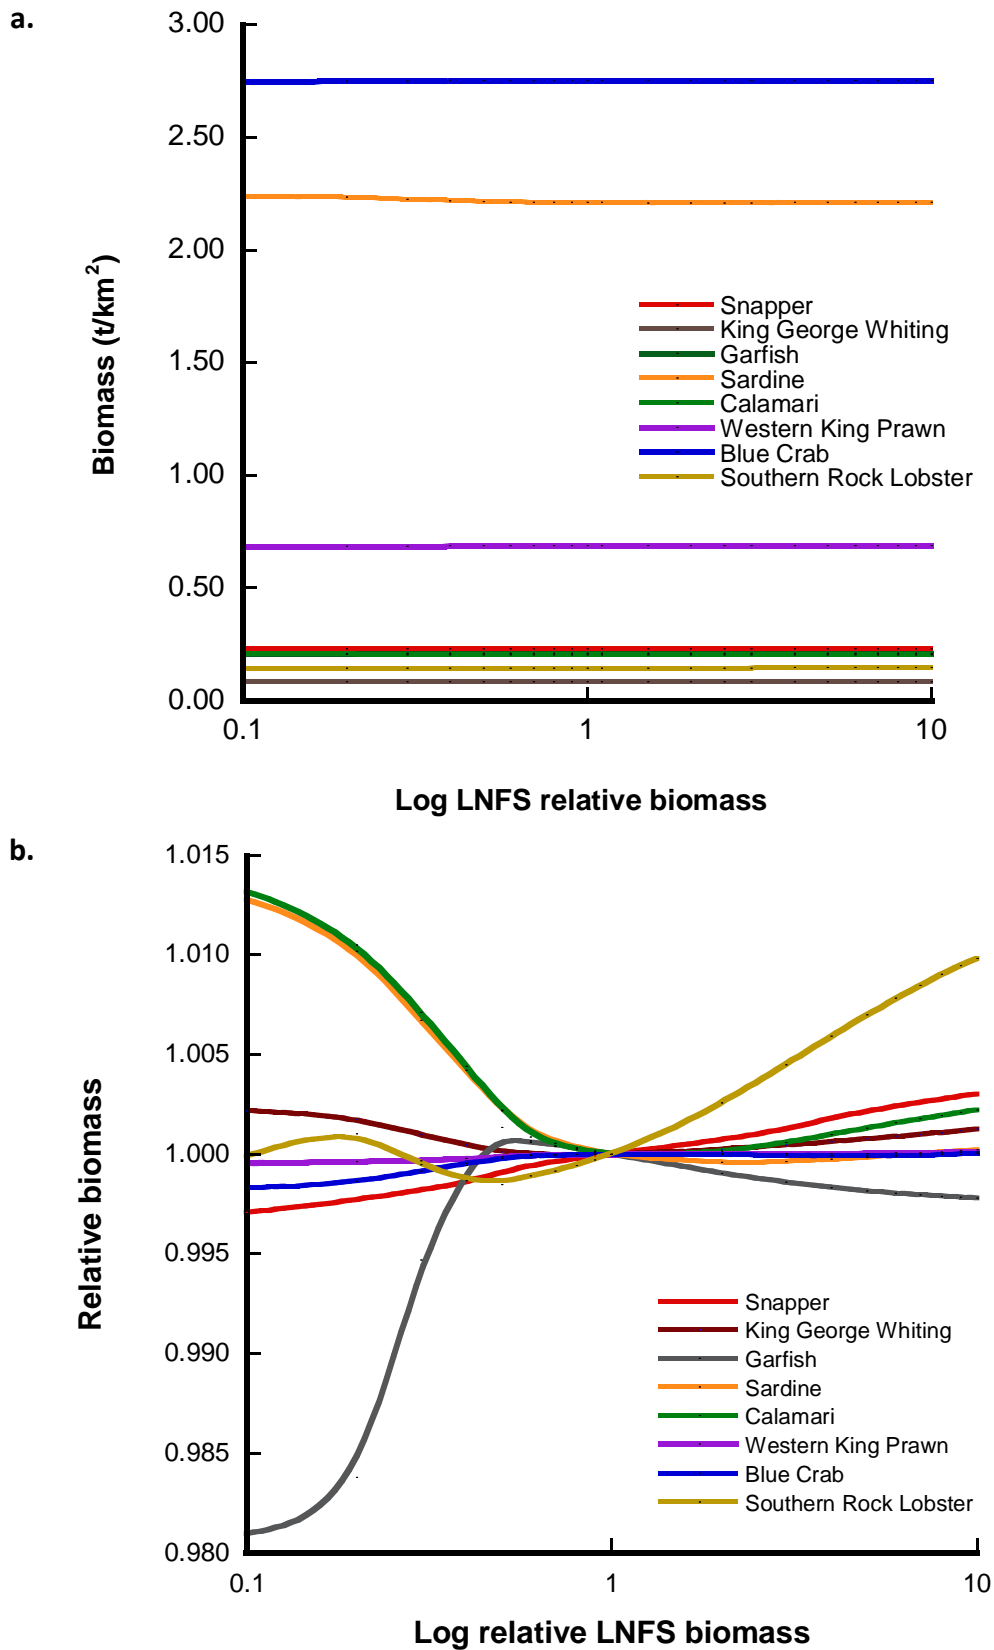 a.
3.00
2.50
2.00
1.50
1.00
0.50
0.00
Biomass (t/km²)
Snapper
King George Whiting
Garfish
Sardine
Calamari
Western King Prawn
Blue Crab
Southern Rock Lobster
0.1 1 10
Log LNFS relative biomass
b.
1.015
1.010
1.005
1.000
0.995
0.990
0.985
0.980
Relative biomass
Snapper
King George Whiting
Garfish
Sardine
Calamari
Western King Prawn
Blue Crab
Southern Rock Lobster
0.1 1 10
Log relative LNFS biomass